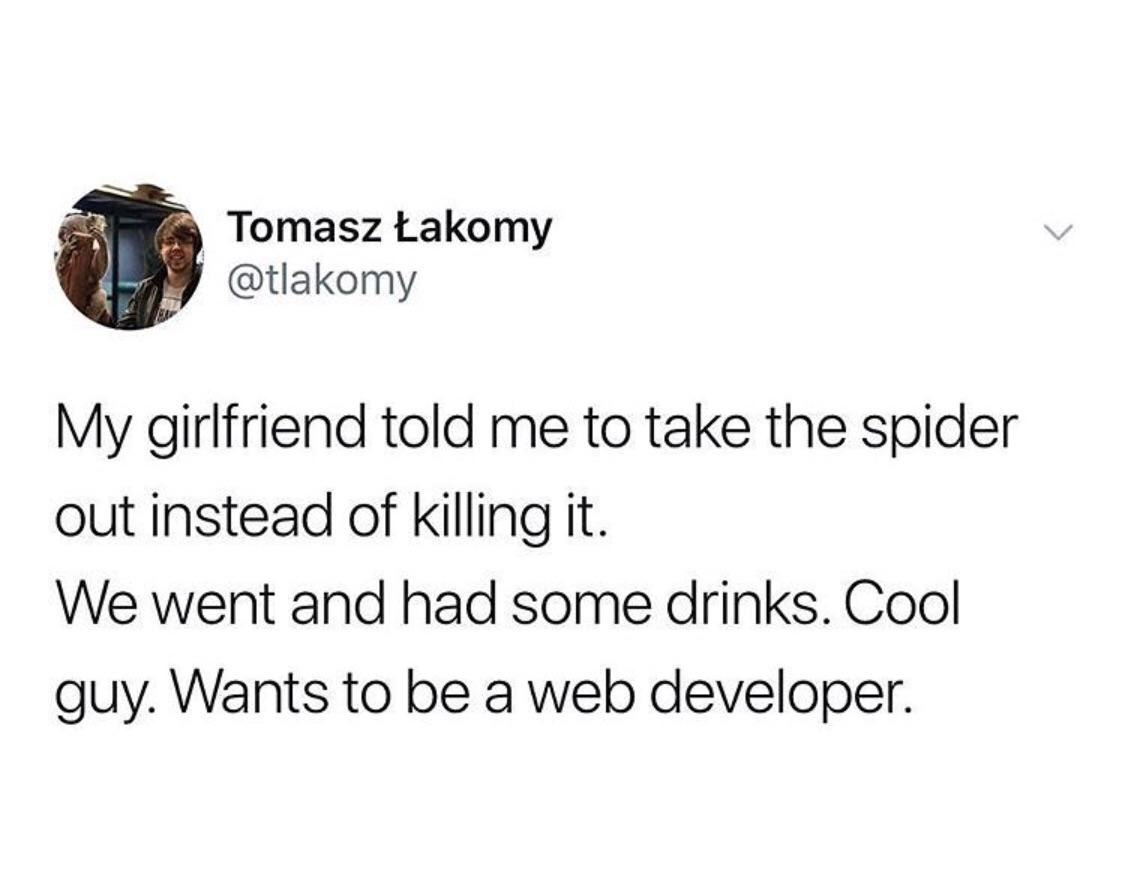 Tomasz Łakomy
@tlakomy
My girlfriend told me to take the spider
out instead of killing it.
We went and had some drinks. Cool
guy. Wants to be a web developer.